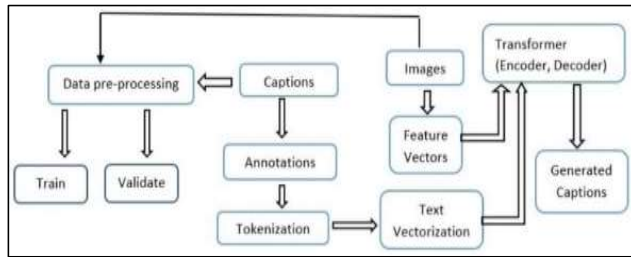 Transformer
(Encoder, Decoder)
Data pre-processing
Captions
Images
Feature
Vectors
Annotations
Train
Validate
Generated
Captions
Tokenization
Text
Vectorization